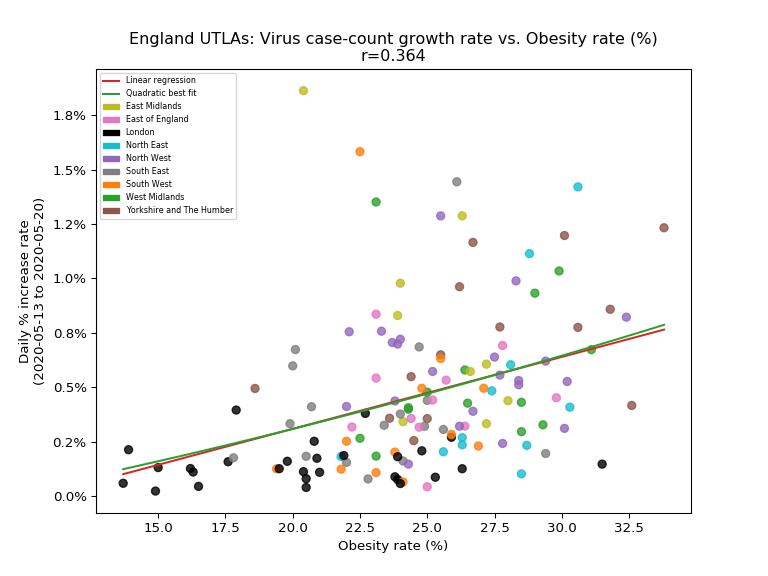 England UTLAs: Virus case-count growth rate vs. Obesity rate (%)
r=0.364
Linear regression
Quadratic best fit
East Midlands
East of England
London
North East
North West
South East
South West
West Midlands
Yorkshire and The Humber
1.8%
1.5%
1.2%
1.0%
0.8%
0.5%
0.2%
0.0%
Daily % increase rate
(2020-05-13 to 2020-05-20)
15.0
17.5
20.0
22.5
25.0
27.5
30.0
32.5
Obesity rate (%)